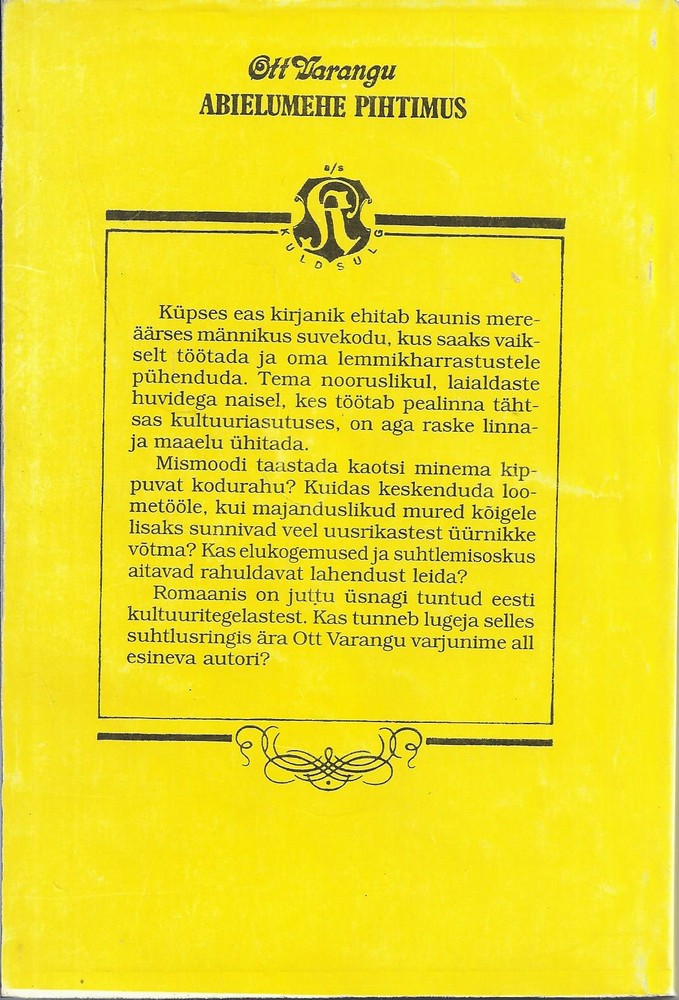 Ott Varangu
ABIELUMEHE PIHTIMUS
a/s
K
KULDSULG
Küpses eas kirjanik ehitab kaunis mere-
äärses männikus suvekodu, kus saaks vaik-
selt töötada ja oma lemmikharrastustele
pühenduda. Tema nooruslikul, laialdaste
huvidega naisel, kes töötab pealinna täht-
sas kultuuriasutuses, on aga raske linna-
ja maaelu ühitada.
Mismoodi taastada kaotsi minema kip-
puvat kodurahu? Kuidas keskenduda loo-
metööle, kui majanduslikud mured kõigele
lisaks sunnivad veel uusrikastest üürnikke
võtma? Kas elukogemused ja suhtlemisoskus
aitavad rahuldavat lahendust leida?
Romaanis on juttu üsnagi tuntud eesti
kultuuritegelastest. Kas tunneb lugeja selles
suhtlusringis ära Ott Varangu varjunime all
esineva autori?